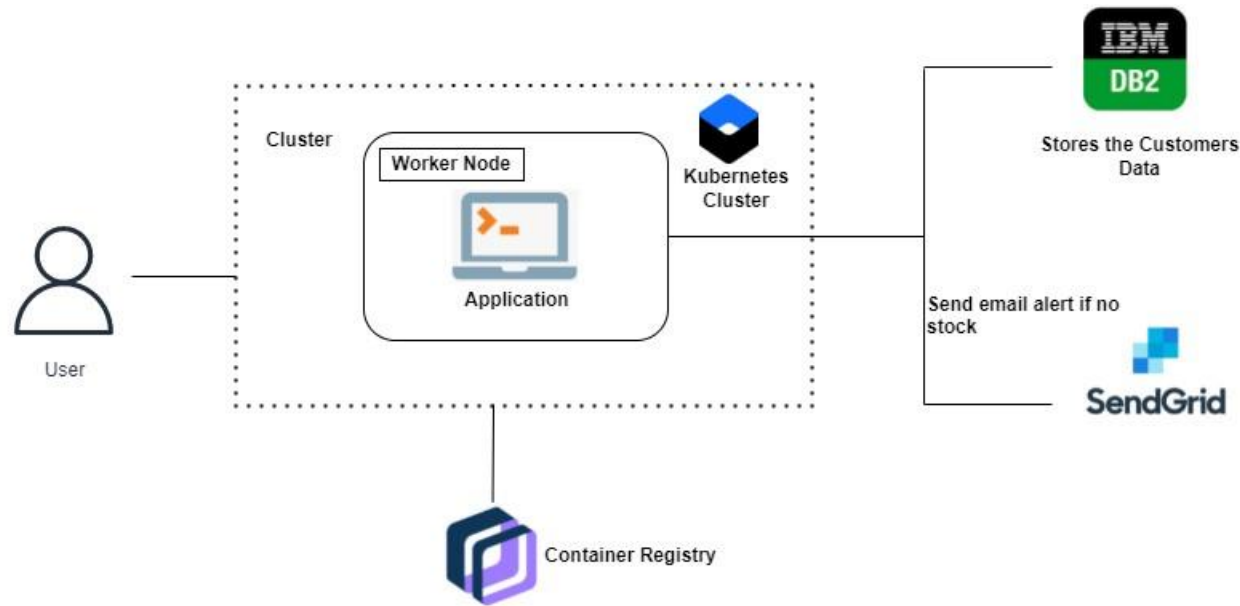 IBM
DB2
Stores the Customers
Data
Cluster
Worker Node
Kubernetes
Cluster
Application
User
Send email alert if no
stock
SendGrid
Container Registry